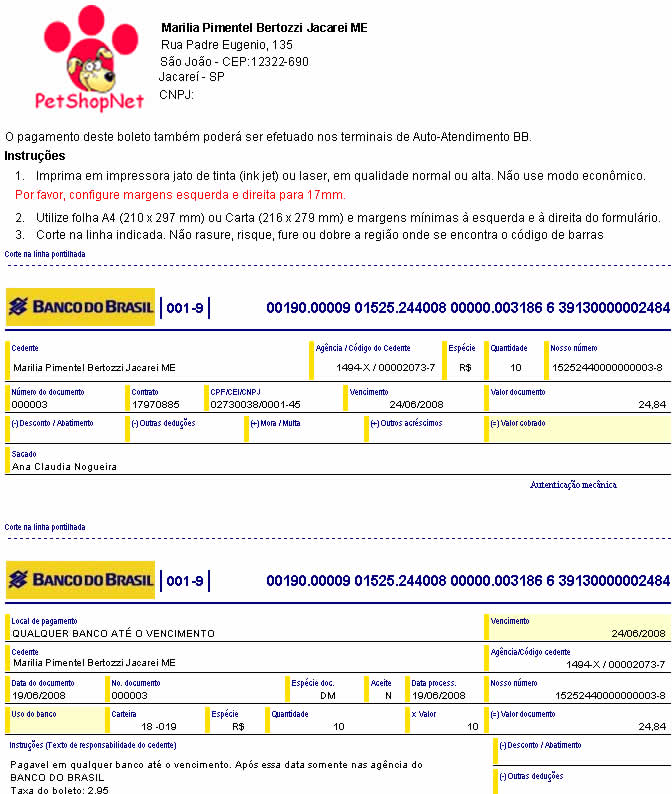 PetShopNet
Marilia Pimentel Bertozzi Jacarei ME
Rua Padre Eugenio, 135
São João - CEP:12322-690
Jacareí - SP
CNPJ:
O pagamento deste boleto também poderá ser efetuado nos terminais de Auto-Atendimento BB.
Instruções
1. Imprima em impressora jato de tinta (ink jet) ou laser, em qualidade normal ou alta. Não use modo econômico.
Por favor, configure margens esquerda e direita para 17mm.
2. Utilize folha A4 (210 x 297 mm) ou Carta (216 x 279 mm) e margens mínimas à esquerda e à direita do formulário.
3. Corte na linha indicada. Não rasure, risque, fure ou dobre a região onde se encontra o código de barras
Corte na linha pontilhada
BANCO DO BRASIL 001-9 00190.00009 01525.244008 00000.003186 6 39130000002484
Cedente Agência / Código do Cedente Espécie Quantidade Nosso número
Marilia Pimentel Bertozzi Jacarei ME 1494-X / 00002073-7 R$ 10 15252440000000003-8
Número do documento Contrato CPF/CEI/CNPJ Vencimento Valor documento
000003 17970885 02730038/0001-45 24/06/2008 24,84
(-) Desconto / Abatimento (-) Outras deduções (+) Mora / Multa (+) Outros acréscimos (=) Valor cobrado
Sacado
Ana Claudia Nogueira
Autenticação mecânica
Corte na linha pontilhada
BANCO DO BRASIL 001-9 00190.00009 01525.244008 00000.003186 6 39130000002484
Local de pagamento Vencimento
QUALQUER BANCO ATÉ O VENCIMENTO 24/06/2008
Cedente Agência/Código cedente
Marilia Pimentel Bertozzi Jacarei ME 1494-X / 00002073-7
Data do documento No. documento Espécie doc. Aceite Data process. Nosso número
19/06/2008 000003 DM N 19/06/2008 15252440000000003-8
Uso do banco Carteira Espécie Quantidade x Valor (=) Valor documento
18 -019 R$ 10 10 24,84
Instruções (Texto de responsabilidade do cedente) (-) Desconto / Abatimento
Pagavel em qualquer banco até o vencimento. Após essa data somente nas agência do
BANCO DO BRASIL (-) Outras deduções
Taxa do boleto: 2,95